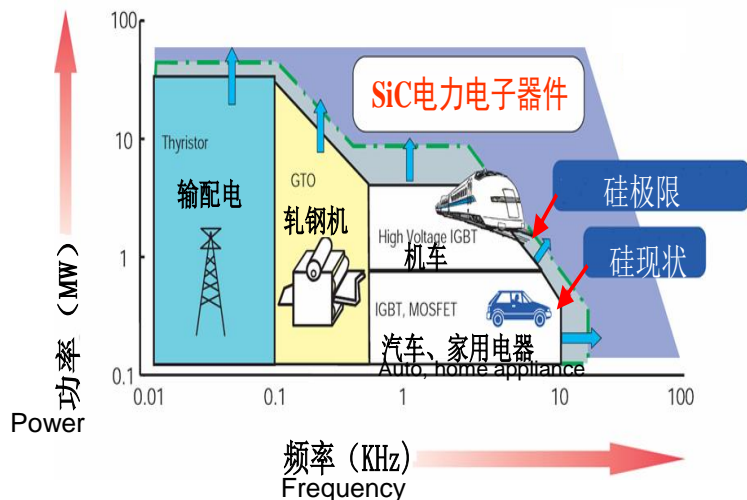 100
10
1
0.1
功率（MW）
Power
SiC电力电子器件
Thyristor
输配电
GTO
轧钢机
High Voltage IGBT
机车
IGBT, MOSFET
汽车、家用电器
Auto, home appliance
硅极限
硅现状
0.01
0.1
1
10
100
频率（KHz）
Frequency